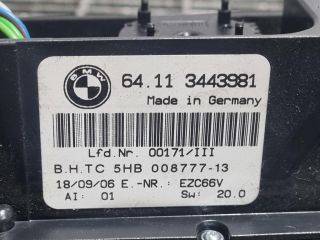 BMW
64.11 3443981
Made in Germany
Lfd.Nr. 00171/III
B.H.TC 5HB 008777-13
18/09/06 E.-NR.: EZC66V
AI: 01 SW: 20.0